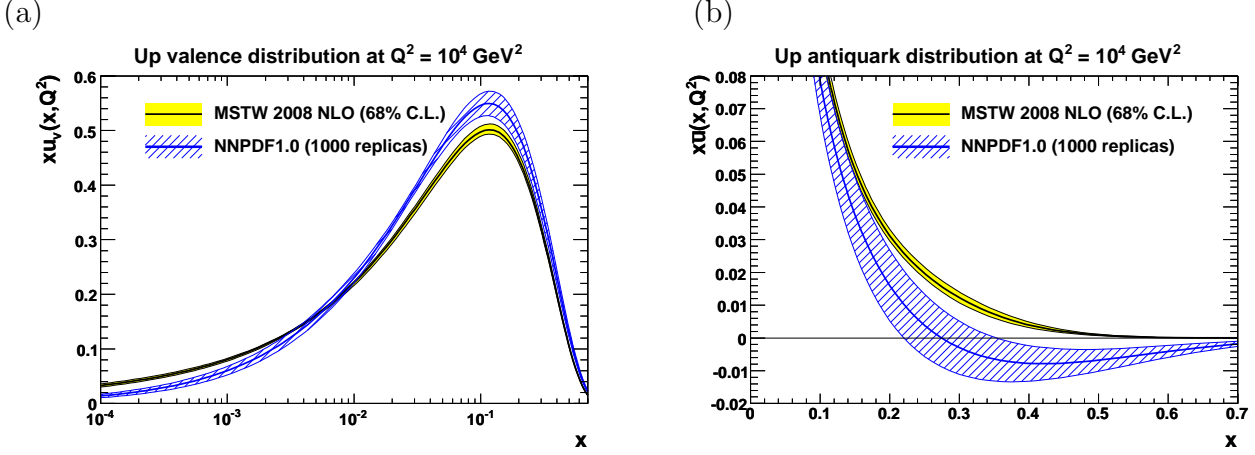 (a)
Up valence distribution at Q² = 10⁴ GeV²
xuᵥ(x,Q²)
0.6
0.5
0.4
0.3
0.2
0.1
0
MSTW 2008 NLO (68% C.L.)
NNPDF1.0 (1000 replicas)
10⁻⁴
10⁻³
10⁻²
10⁻¹
x
(b)
Up antiquark distribution at Q² = 10⁴ GeV²
xū(x,Q²)
0.08
0.07
0.06
0.05
0.04
0.03
0.02
0.01
0
-0.01
-0.02
MSTW 2008 NLO (68% C.L.)
NNPDF1.0 (1000 replicas)
0
0.1
0.2
0.3
0.4
0.5
0.6
0.7
x